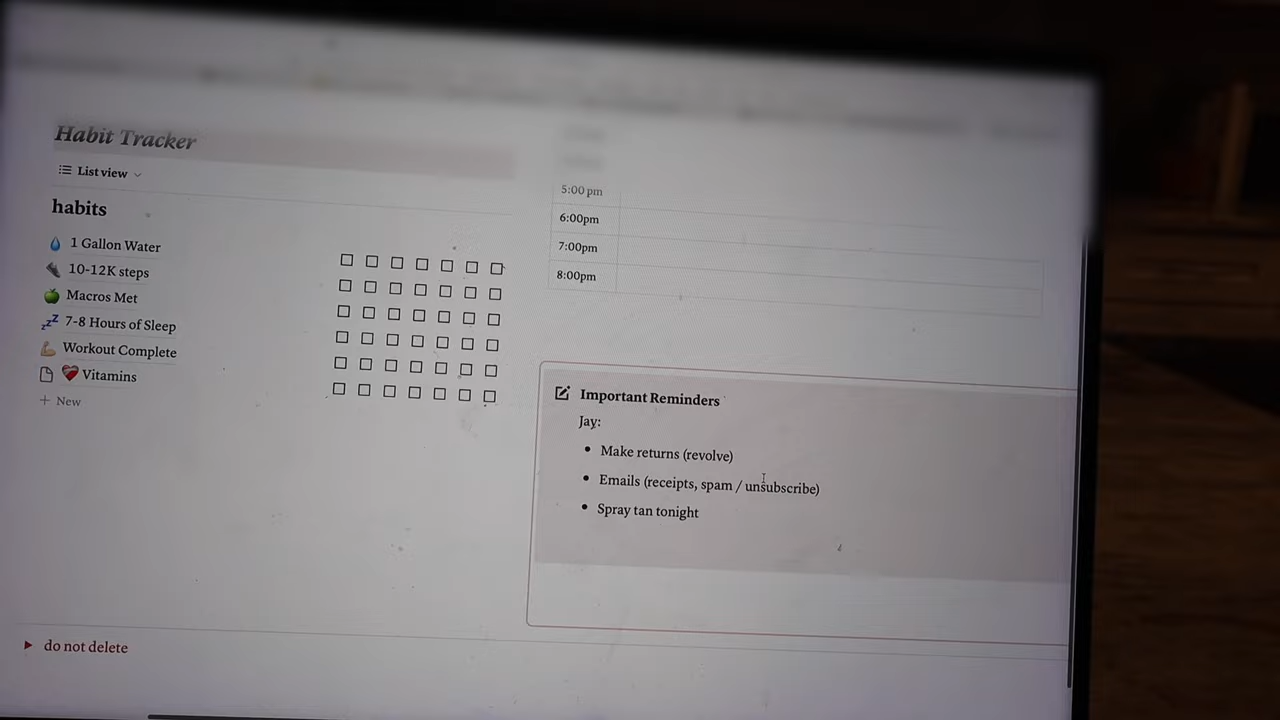 Habit Tracker
List view
habits
1 Gallon Water
10-12K steps
Macros Met
7-8 Hours of Sleep
Workout Complete
Vitamins
+ New
5:00 pm
6:00pm
7:00pm
8:00pm
Important Reminders
Jay:
• Make returns (revolve)
• Emails (receipts, spam / unsubscribe)
• Spray tan tonight
do not delete